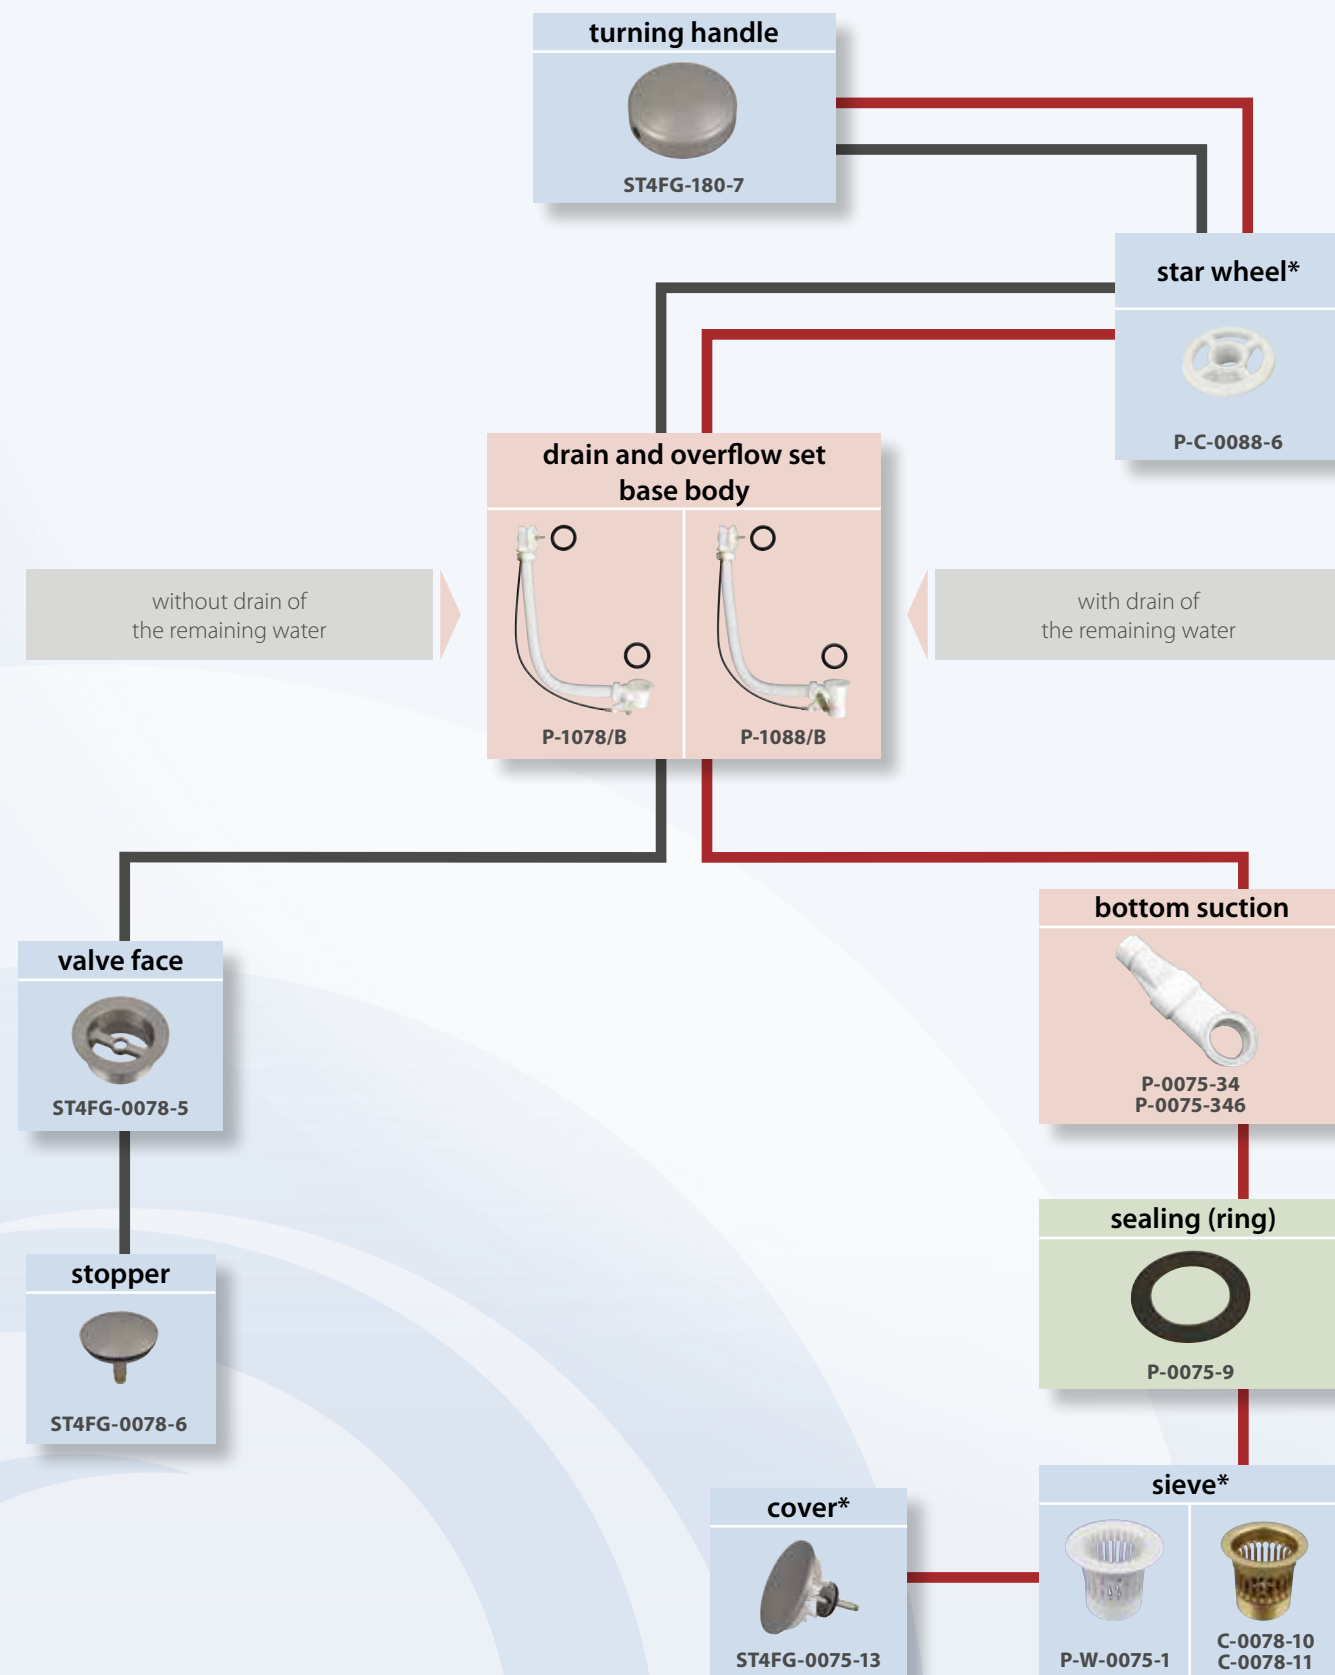 turning handle
ST4FG-180-7
star wheel*
P-C-0088-6
drain and overflow set
base body
without drain of
the remaining water
with drain of
the remaining water
P-1078/B
P-1088/B
bottom suction
P-0075-34
P-0075-346
valve face
ST4FG-0078-5
sealing (ring)
P-0075-9
stopper
ST4FG-0078-6
sieve*
cover*
ST4FG-0075-13
P-W-0075-1
C-0078-10
C-0078-11